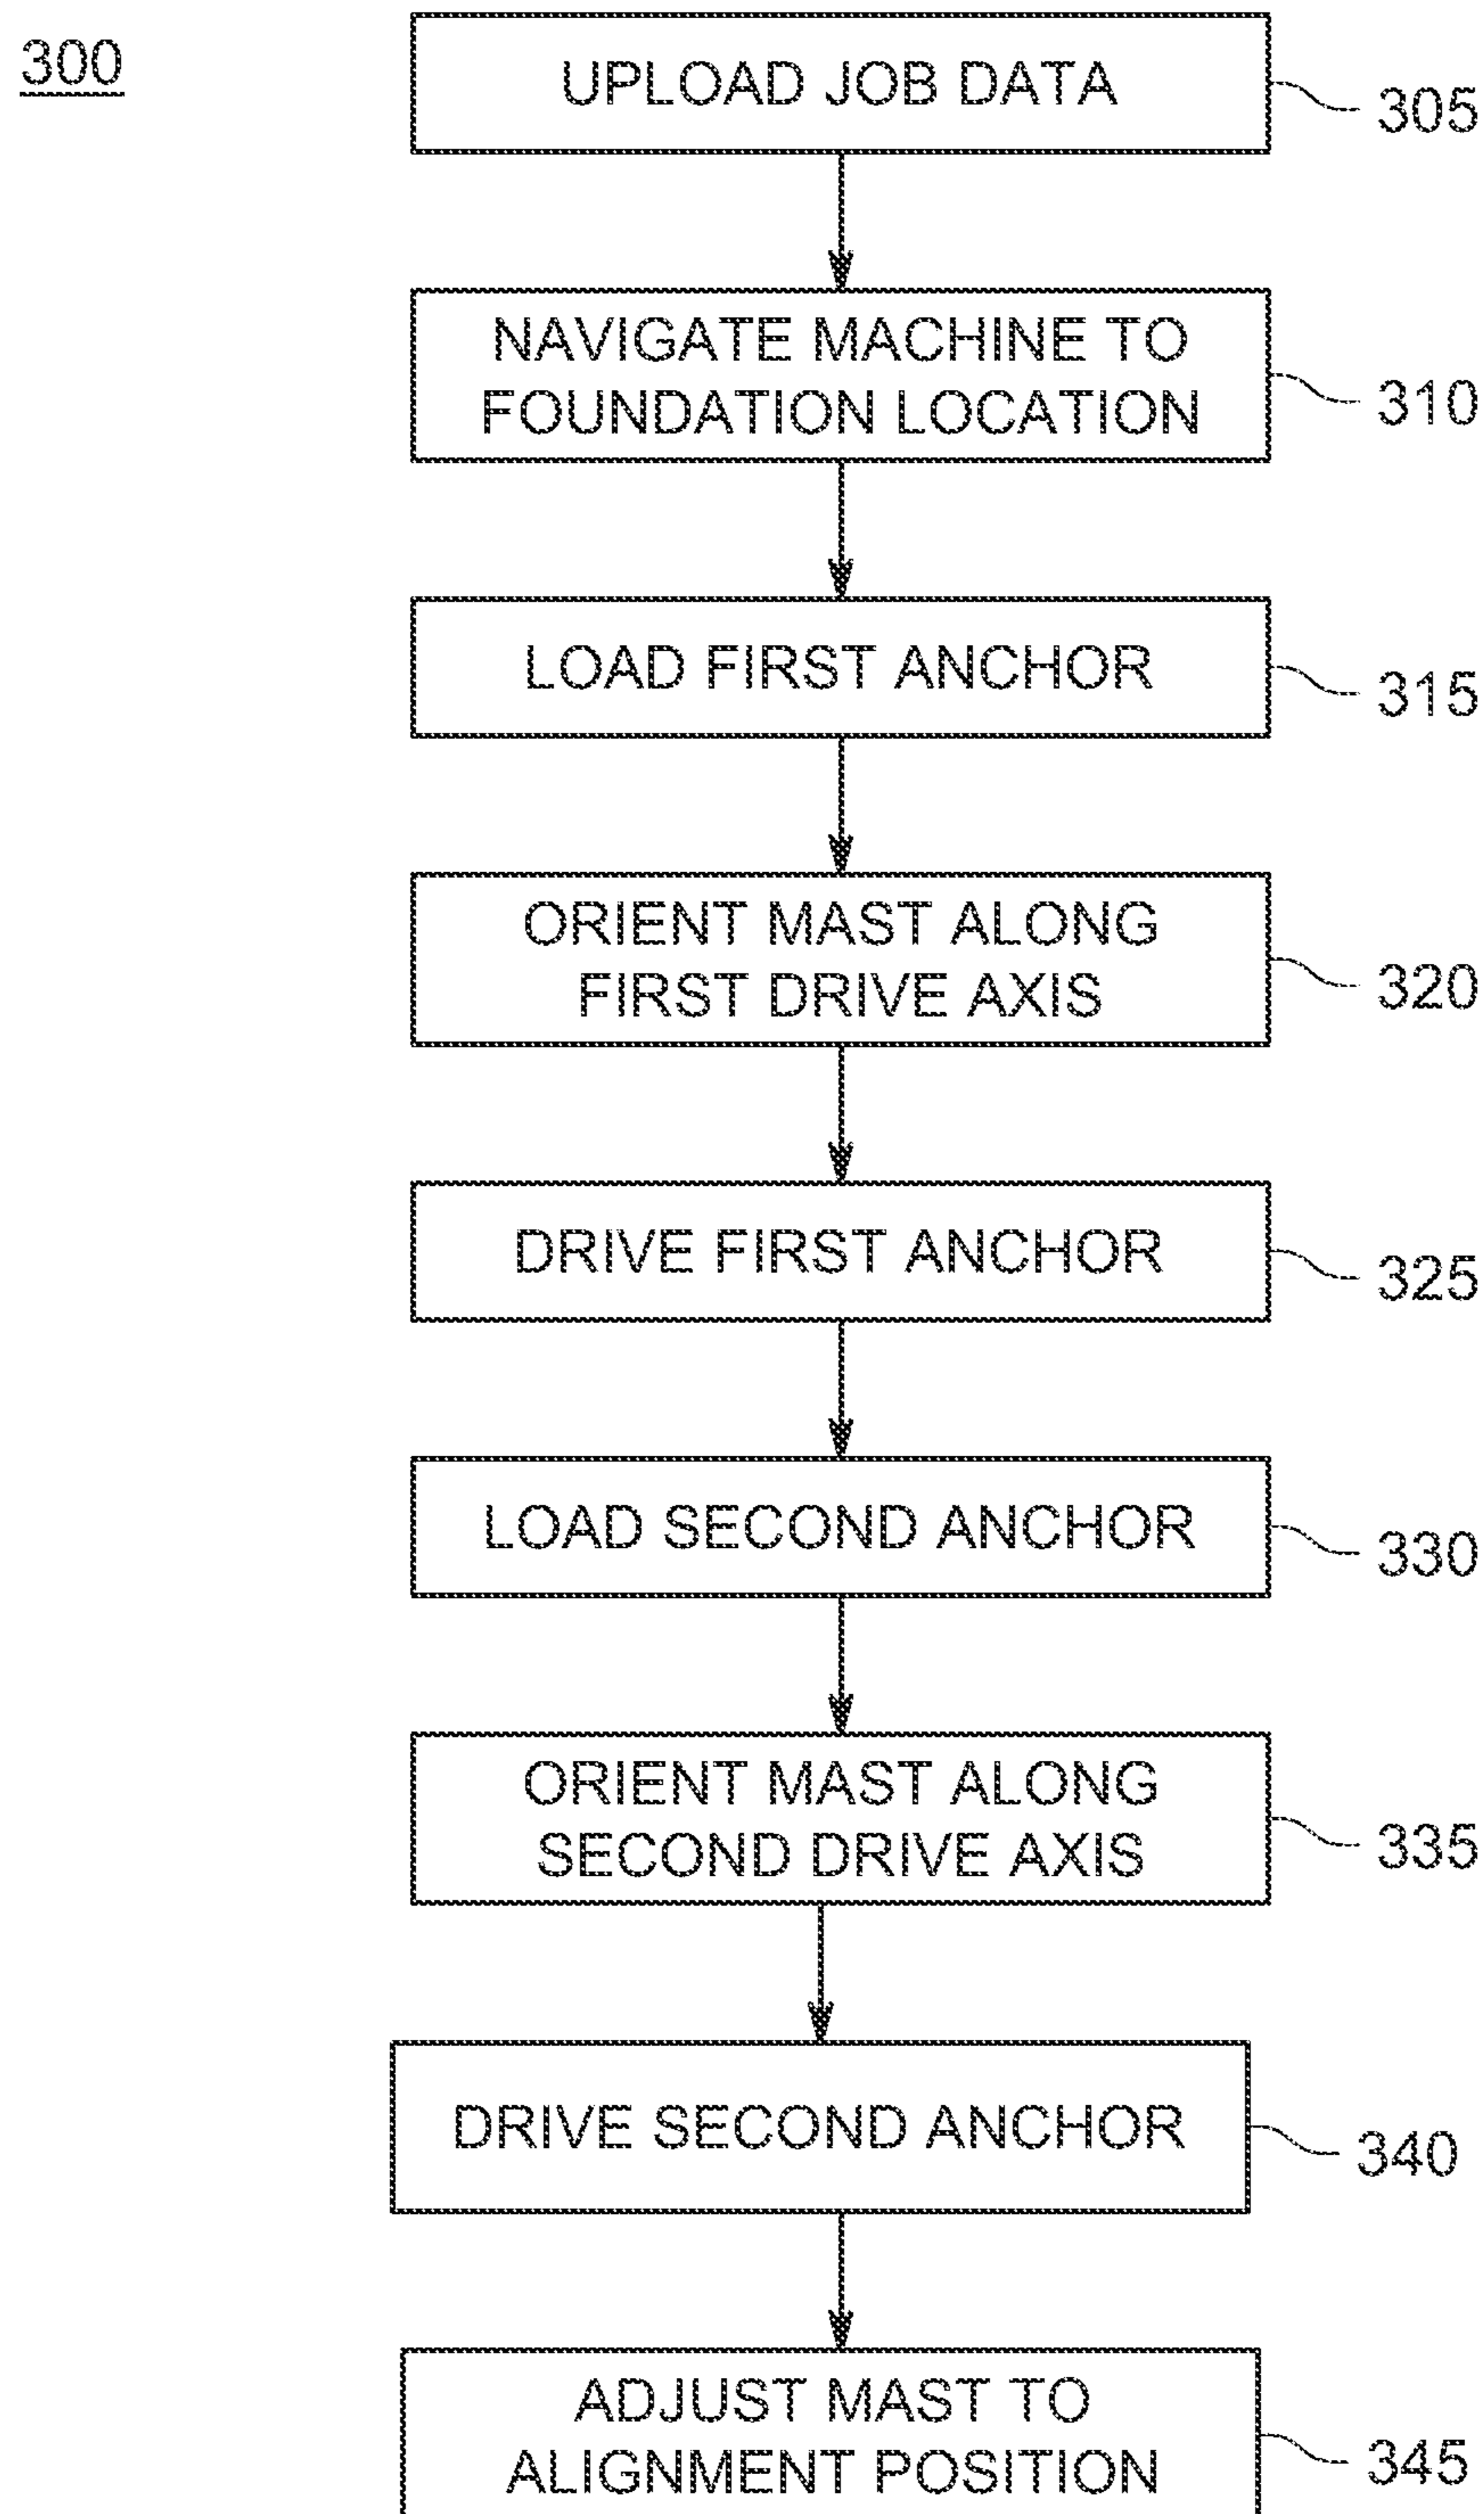 300
UPLOAD JOB DATA
305
NAVIGATE MACHINE TO
FOUNDATION LOCATION
310
LOAD FIRST ANCHOR
315
ORIENT MAST ALONG
FIRST DRIVE AXIS
320
DRIVE FIRST ANCHOR
325
LOAD SECOND ANCHOR
330
ORIENT MAST ALONG
SECOND DRIVE AXIS
335
DRIVE SECOND ANCHOR
340
ADJUST MAST TO
ALIGNMENT POSITION
345